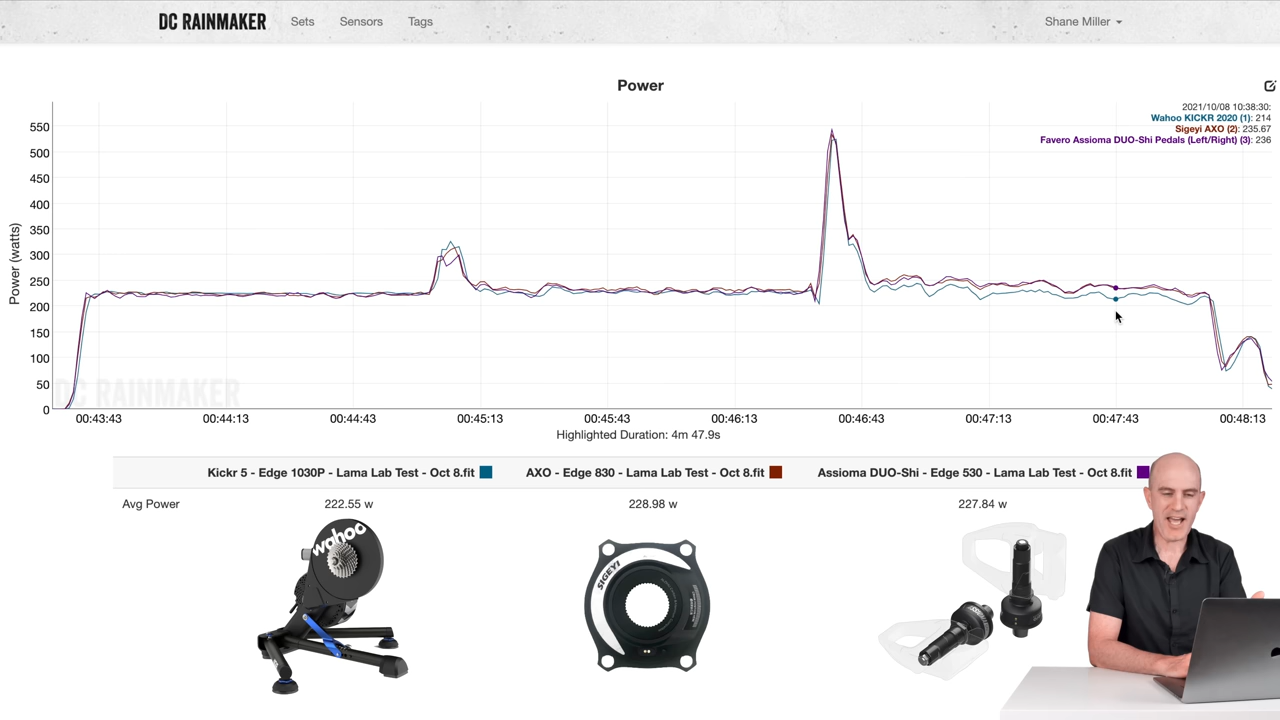 DC RAINMAKER Sets Sensors Tags Shane Miller
Power
2021/10/08 10:38:30:
Wahoo KICKR 2020 (1): 214
Sigeyi AXO (2): 235.67
Favero Assioma DUO-Shi Pedals (Left/Right) (3): 236
550
500
450
400
350
300
250
200
150
100
50
0
Power (watts)
DC RAINMAKER
00:43:43 00:44:13 00:44:43 00:45:13 00:45:43 00:46:13 00:46:43 00:47:13 00:47:43 00:48:13
Highlighted Duration: 4m 47.9s
Kickr 5 - Edge 1030P - Lama Lab Test - Oct 8.fit AXO - Edge 830 - Lama Lab Test - Oct 8.fit Assioma DUO-Shi - Edge 530 - Lama Lab Test - Oct 8.fit
Avg Power 222.55 w 228.98 w 227.84 w
wahoo
SIGEYI